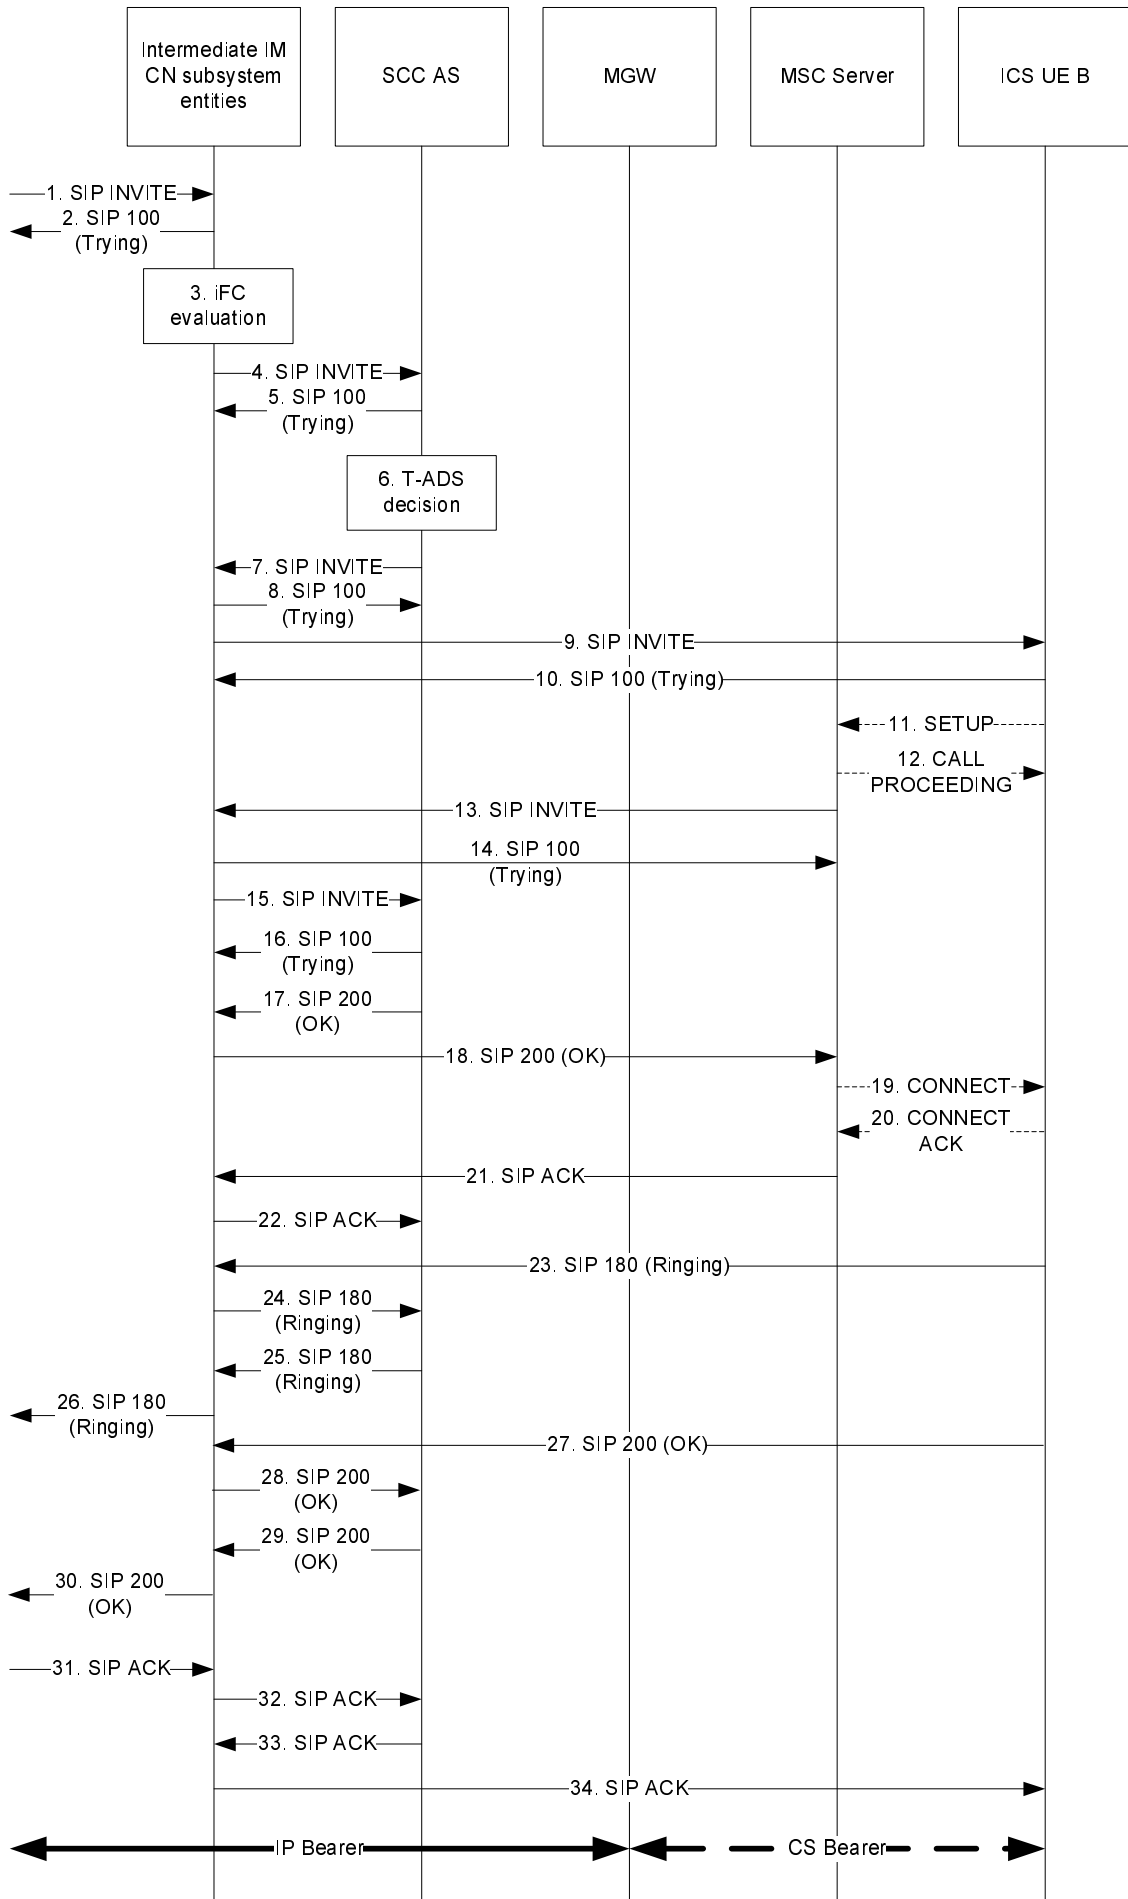 Intermediate IM
CN subsystem
entities
SCC AS
MGW
MSC Server
ICS UE B
1. SIP INVITE
2. SIP 100
(Trying)
3. iFC
evaluation
4. SIP INVITE
5. SIP 100
(Trying)
6. T-ADS
decision
7. SIP INVITE
8. SIP 100
(Trying)
9. SIP INVITE
10. SIP 100 (Trying)
11. SETUP
12. CALL
PROCEEDING
13. SIP INVITE
14. SIP 100
(Trying)
15. SIP INVITE
16. SIP 100
(Trying)
17. SIP 200
(OK)
18. SIP 200 (OK)
19. CONNECT
20. CONNECT
ACK
21. SIP ACK
22. SIP ACK
23. SIP 180 (Ringing)
24. SIP 180
(Ringing)
25. SIP 180
(Ringing)
26. SIP 180
(Ringing)
27. SIP 200 (OK)
28. SIP 200
(OK)
29. SIP 200
(OK)
30. SIP 200
(OK)
31. SIP ACK
32. SIP ACK
33. SIP ACK
34. SIP ACK
IP Bearer
CS Bearer